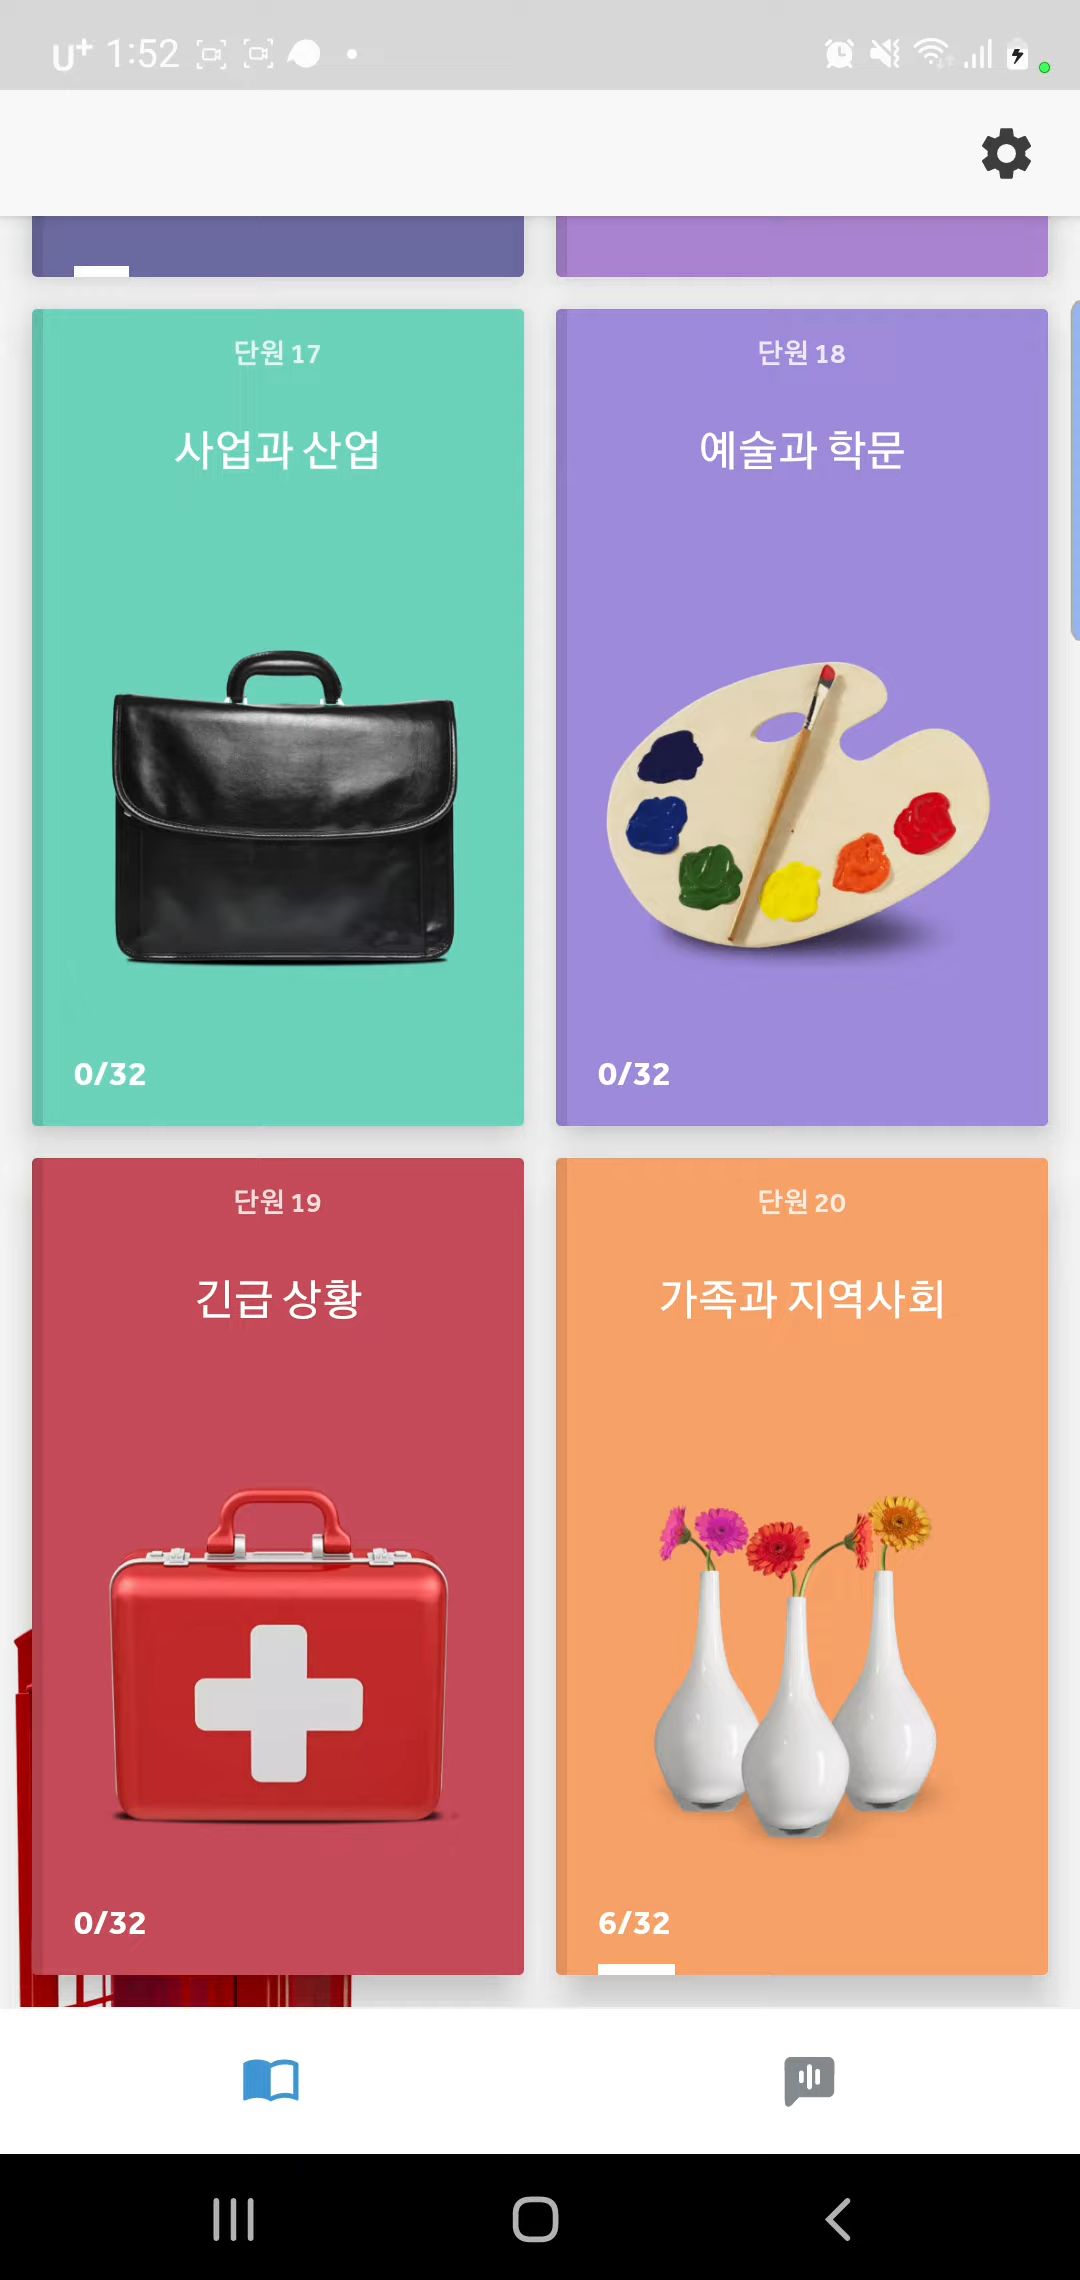 U+ 1:52
단원 17
사업과 산업
0/32
단원 18
예술과 학문
0/32
단원 19
긴급 상황
0/32
단원 20
가족과 지역사회
6/32